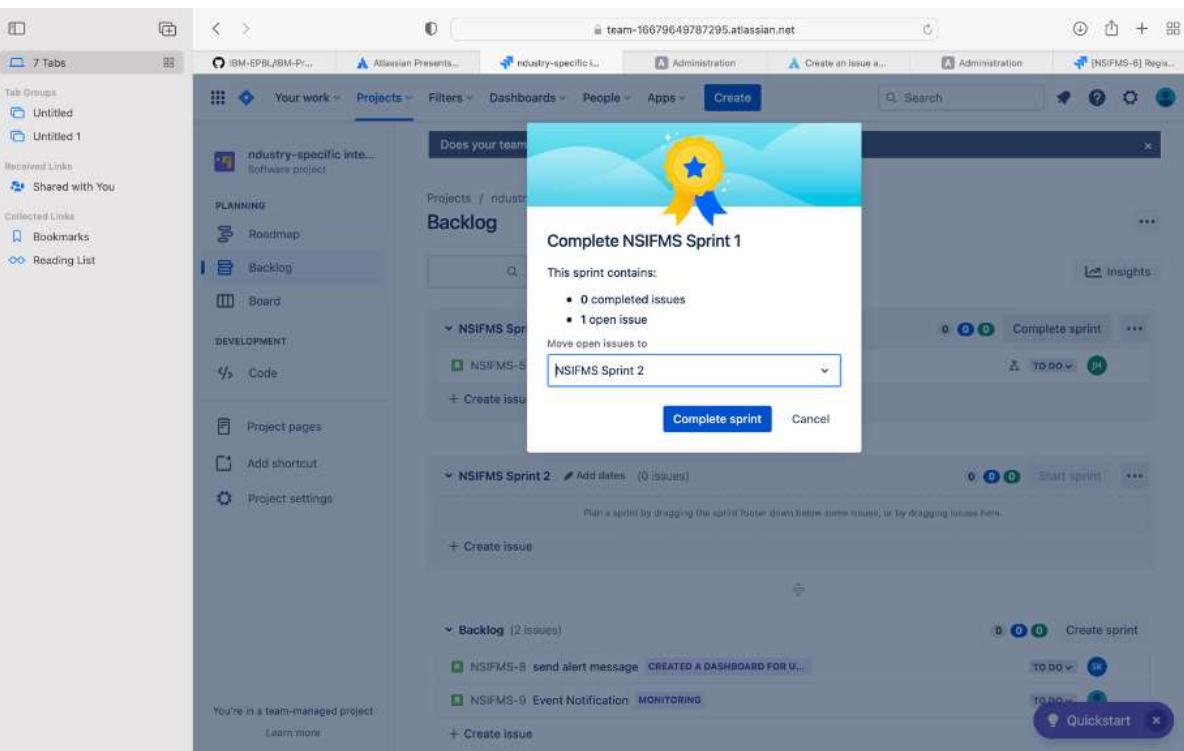 team-16679649787295.atlassian.net
7 Tabs
IBM-EPBL/IBM-Pr...
Atlassian Presents...
ndustry-specific i...
Administration
Create an issue a...
Administration
[NSIFMS-6] Regis...
Tab Groups
Untitled
Untitled 1
Received Links
Shared with You
Collected Links
Bookmarks
Reading List
Your work
Projects
Filters
Dashboards
People
Apps
Create
Search
ndustry-specific inte...
Software project
PLANNING
Roadmap
Backlog
Board
DEVELOPMENT
Code
Project pages
Add shortcut
Project settings
You're in a team-managed project
Learn more
Does your team
Projects / ndustr
Backlog
Insights
Complete NSIFMS Sprint 1
This sprint contains:
• 0 completed issues
• 1 open issue
Move open issues to
NSIFMS Sprint 2
Complete sprint Cancel
NSIFMS Spr
0 0 0 Complete sprint
NSIFMS-5
TO DO JH
+ Create issu
NSIFMS Sprint 2 Add dates (0 issues) 0 0 0 Start sprint
Plan a sprint by dragging the sprint footer down below some issues, or by dragging issues here.
+ Create issue
Backlog (2 issues) 0 0 0 Create sprint
NSIFMS-8 send alert message CREATED A DASHBOARD FOR U... TO DO SK
NSIFMS-9 Event Notification MONITORING TO DO
+ Create issue
Quickstart